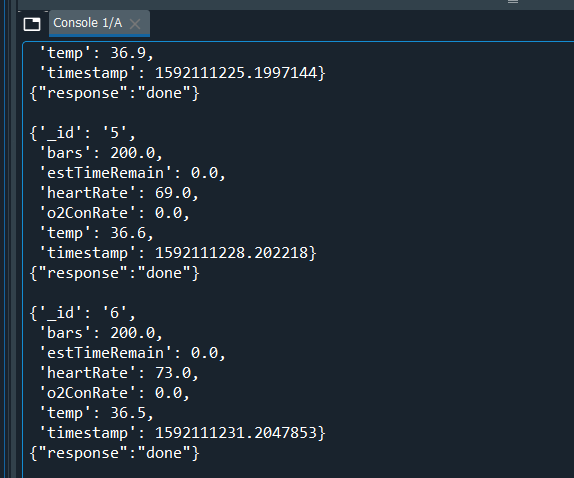 Console 1/A
'temp': 36.9,
'timestamp': 1592111225.1997144}
{"response":"done"}
{'_id': '5',
'bars': 200.0,
'estTimeRemain': 0.0,
'heartRate': 69.0,
'o2ConRate': 0.0,
'temp': 36.6,
'timestamp': 1592111228.202218}
{"response":"done"}
{'_id': '6',
'bars': 200.0,
'estTimeRemain': 0.0,
'heartRate': 73.0,
'o2ConRate': 0.0,
'temp': 36.5,
'timestamp': 1592111231.2047853}
{"response":"done"}